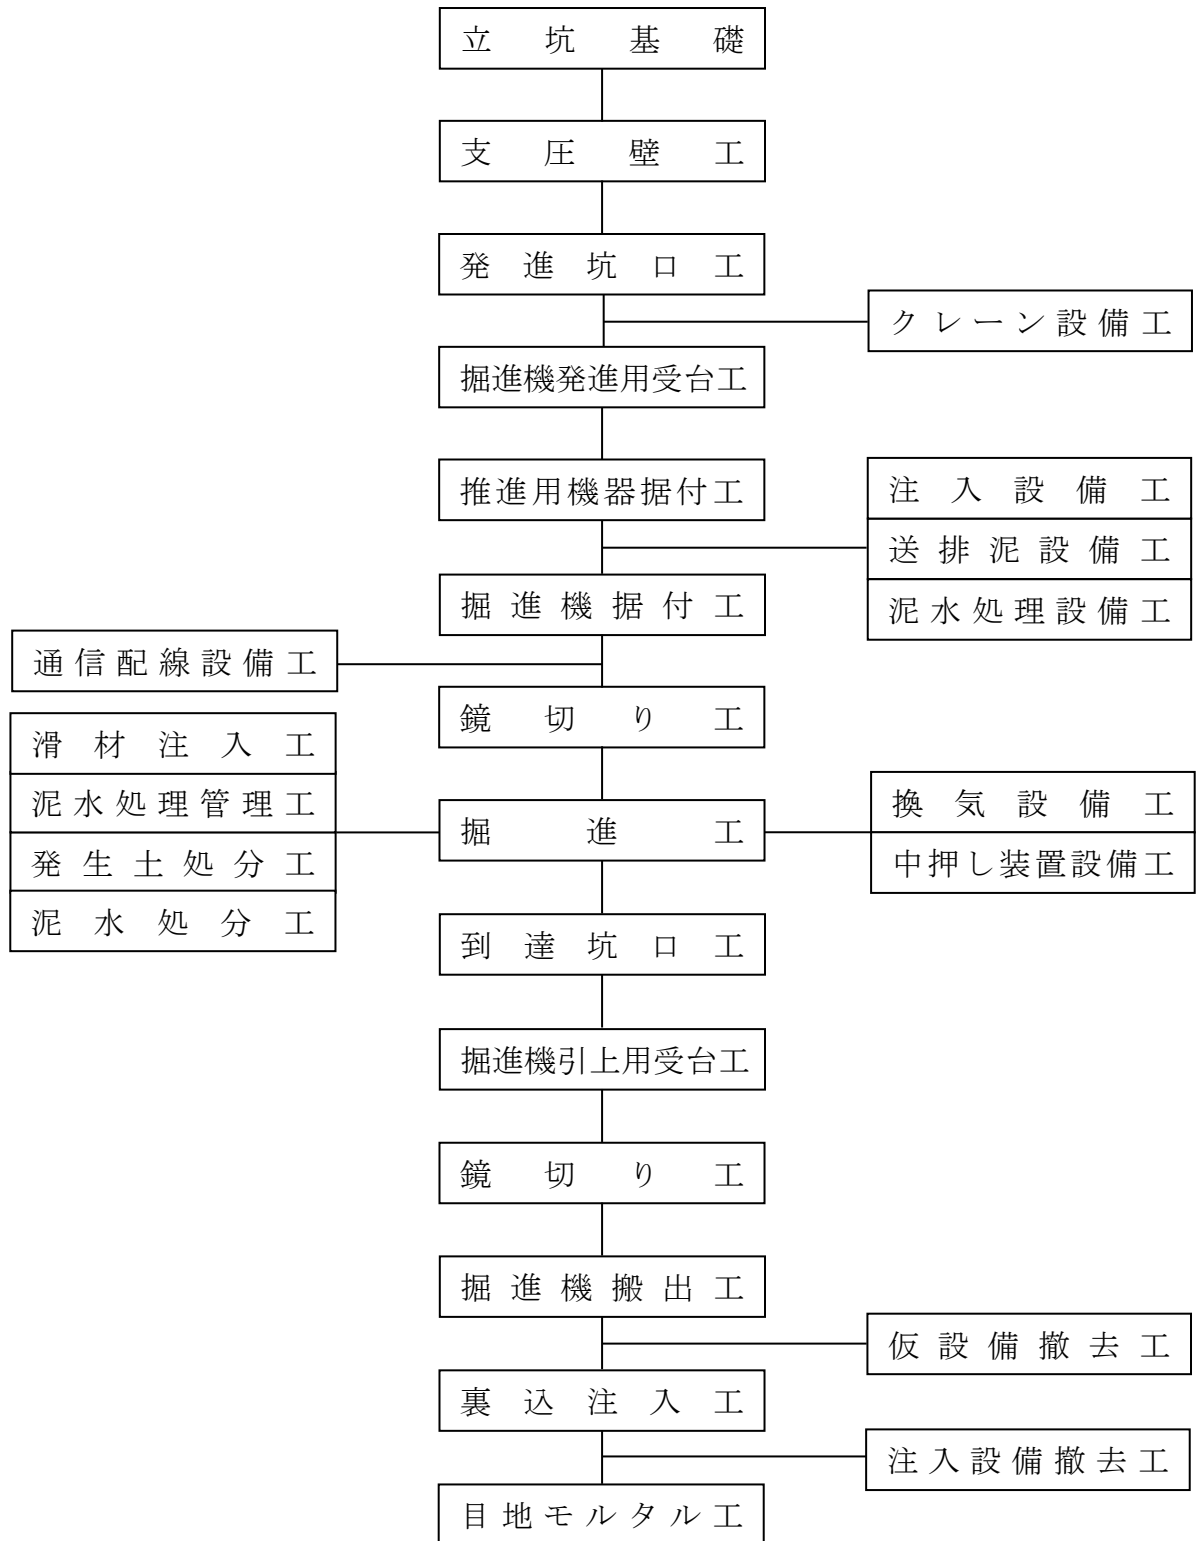 立坑基礎
支圧壁工
発進坑口工
クレーン設備工
掘進機発進用受台工
推進用機器据付工
注入設備工
送排泥設備工
泥水処理設備工
掘進機据付工
通信配線設備工
鏡切り工
滑材注入工
泥水処理管理工
発生土処分工
泥水処分工
掘進工
換気設備工
中押し装置設備工
到達坑口工
掘進機引上用受台工
鏡切り工
掘進機搬出工
仮設備撤去工
裏込注入工
注入設備撤去工
目地モルタル工